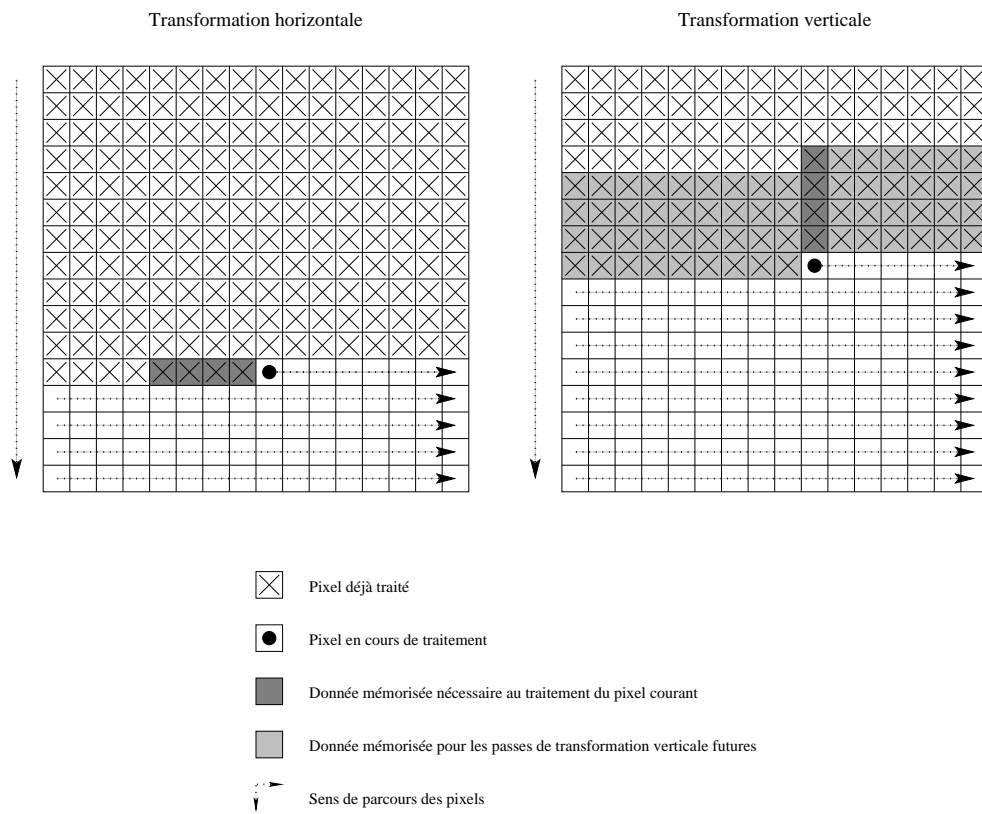 Transformation horizontale
Transformation verticale
Pixel déjà traité
Pixel en cours de traitement
Donnée mémorisée nécessaire au traitement du pixel courant
Donnée mémorisée pour les passes de transformation verticale futures
Sens de parcours des pixels